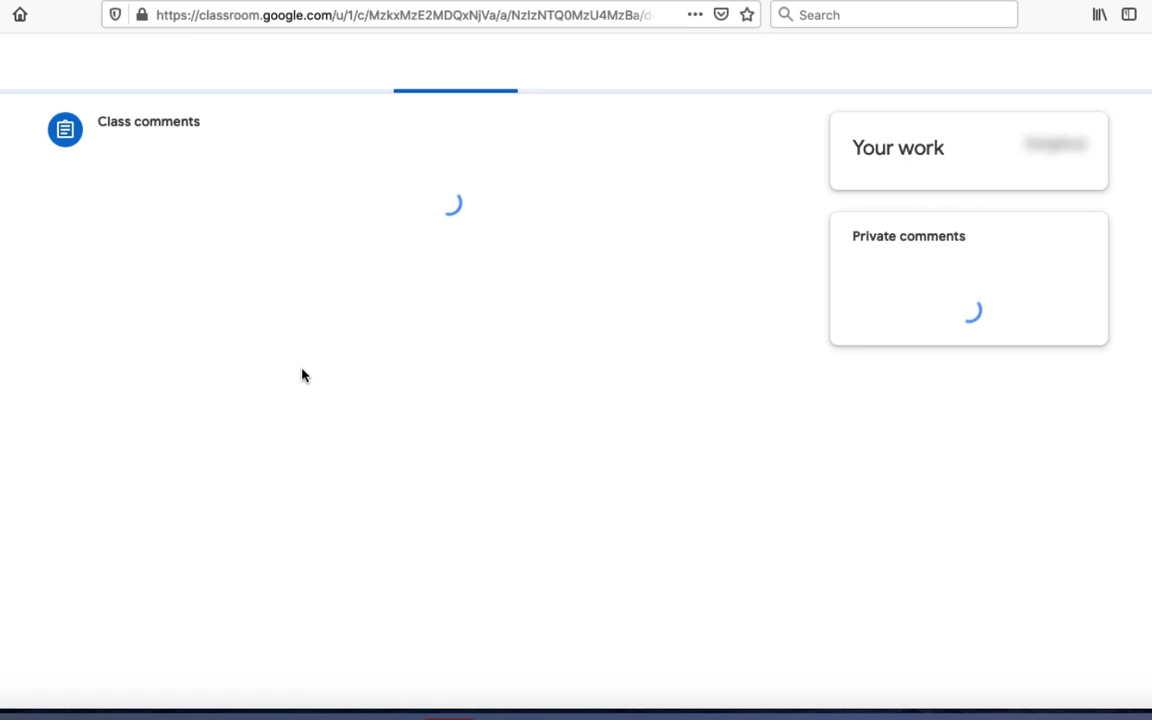 https://classroom.google.com/u/1/c/MzkxMzE2MDQxNjVa/a/NzIzNTQ0MzU4MzBa/d
Search
Class comments
Your work
Private comments